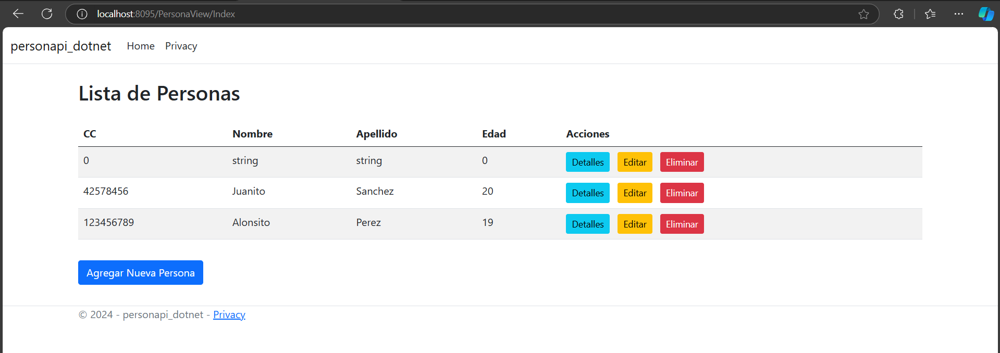 localhost:8095/PersonaView/Index
personapi_dotnet Home Privacy
Lista de Personas
CC Nombre Apellido Edad Acciones
0 string string 0 Detalles Editar Eliminar
42578456 Juanito Sanchez 20 Detalles Editar Eliminar
123456789 Alonsito Perez 19 Detalles Editar Eliminar
Agregar Nueva Persona
© 2024 - personapi_dotnet - Privacy